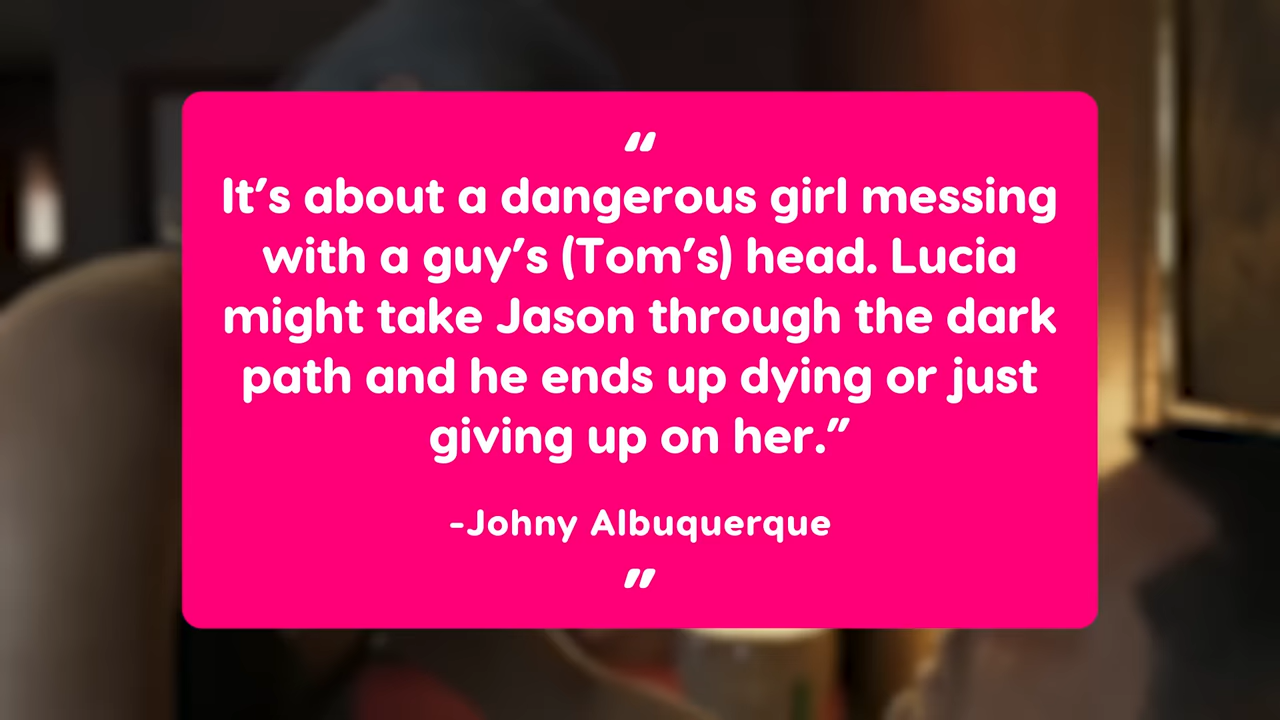 “
It’s about a dangerous girl messing
with a guy’s (Tom’s) head. Lucia
might take Jason through the dark
path and he ends up dying or just
giving up on her.”
-Johny Albuquerque
”